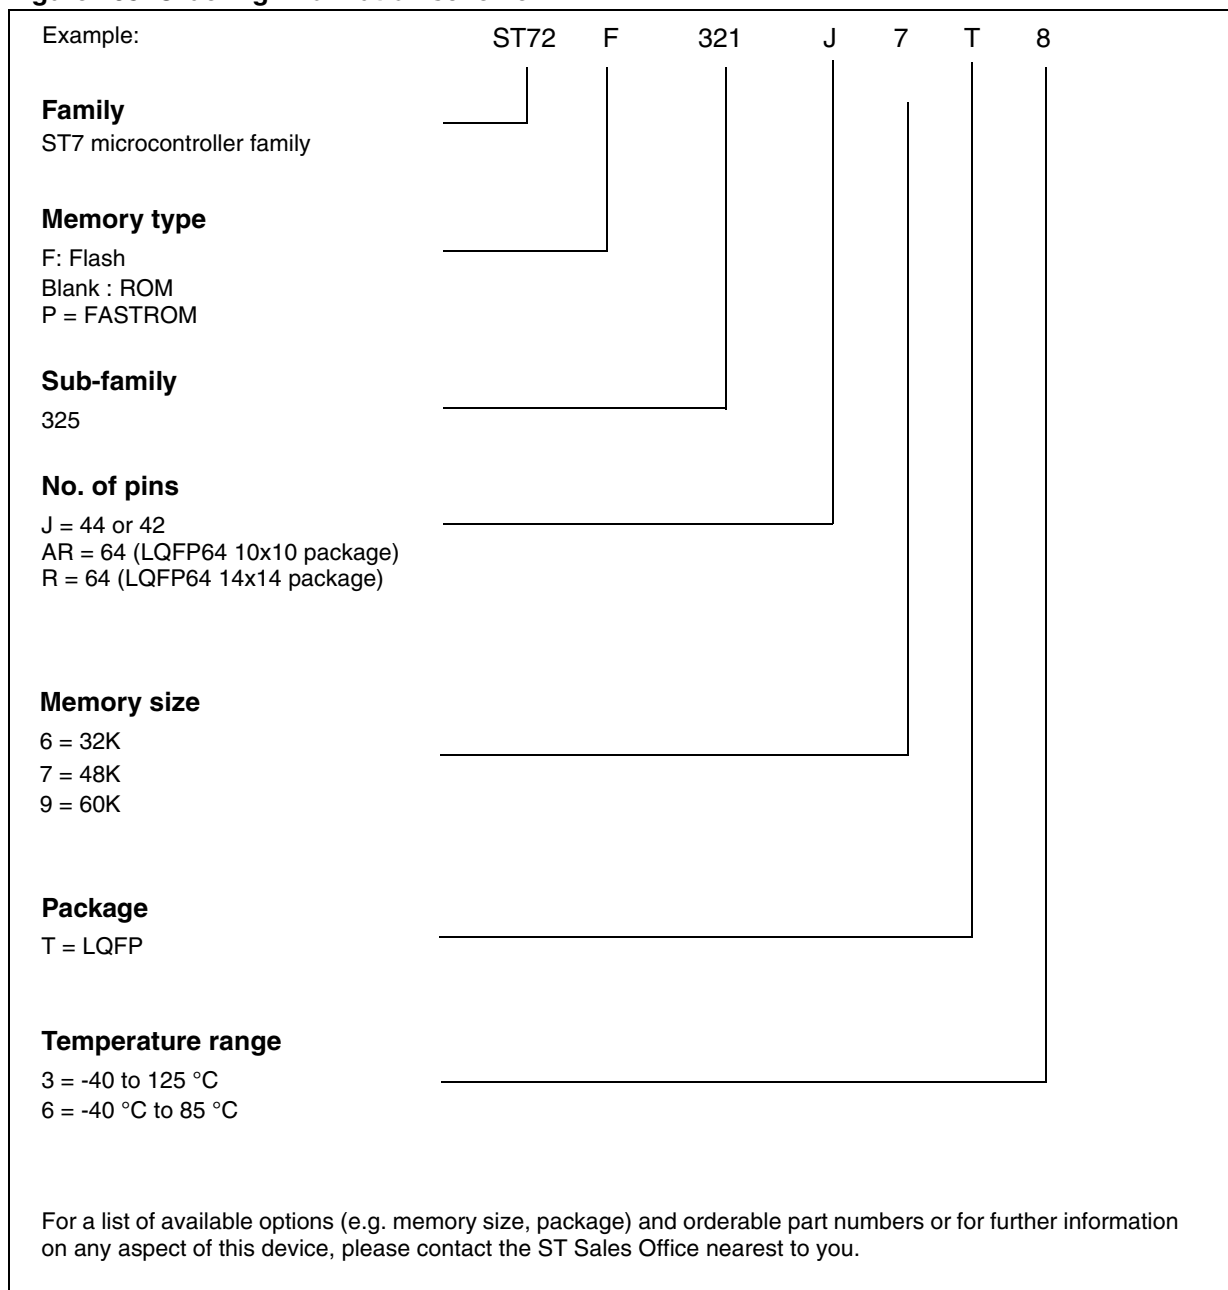 Example: ST72 F 321 J 7 T 8
Family
ST7 microcontroller family
Memory type
F: Flash
Blank : ROM
P = FASTROM
Sub-family
325
No. of pins
J = 44 or 42
AR = 64 (LQFP64 10x10 package)
R = 64 (LQFP64 14x14 package)
Memory size
6 = 32K
7 = 48K
9 = 60K
Package
T = LQFP
Temperature range
3 = -40 to 125 °C
6 = -40 °C to 85 °C
For a list of available options (e.g. memory size, package) and orderable part numbers or for further information
on any aspect of this device, please contact the ST Sales Office nearest to you.